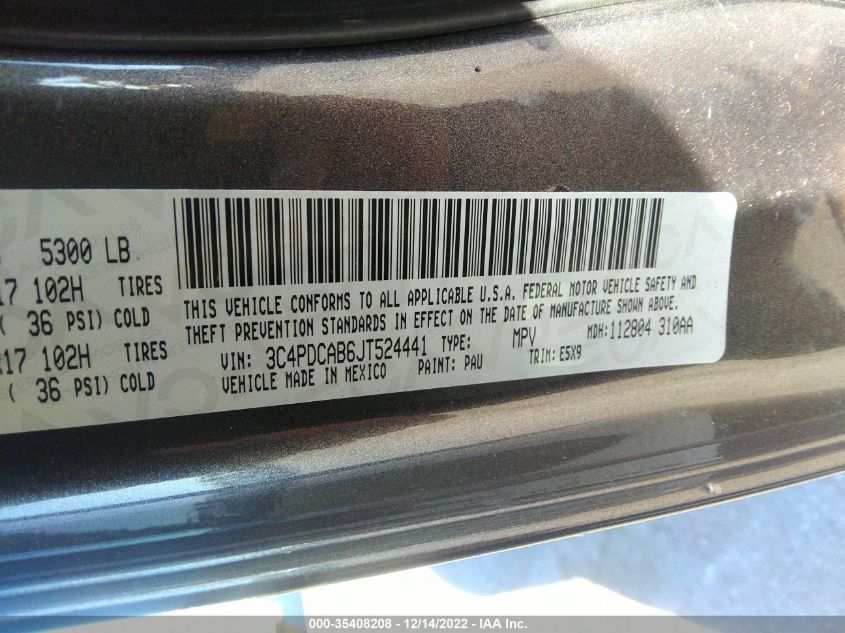 5300 LB
17 102H TIRES
( 36 PSI) COLD
17 102H TIRES
( 36 PSI) COLD
THIS VEHICLE CONFORMS TO ALL APPLICABLE U.S.A. FEDERAL MOTOR VEHICLE SAFETY AND
THEFT PREVENTION STANDARDS IN EFFECT ON THE DATE OF MANUFACTURE SHOWN ABOVE.
VIN: 3C4PDCAB6JT524441 TYPE: MPV MDH: 112804 310AA
VEHICLE MADE IN MEXICO PAINT: PAU TRIM: E5X9
000-35408208 - 12/14/2022 - IAA Inc.